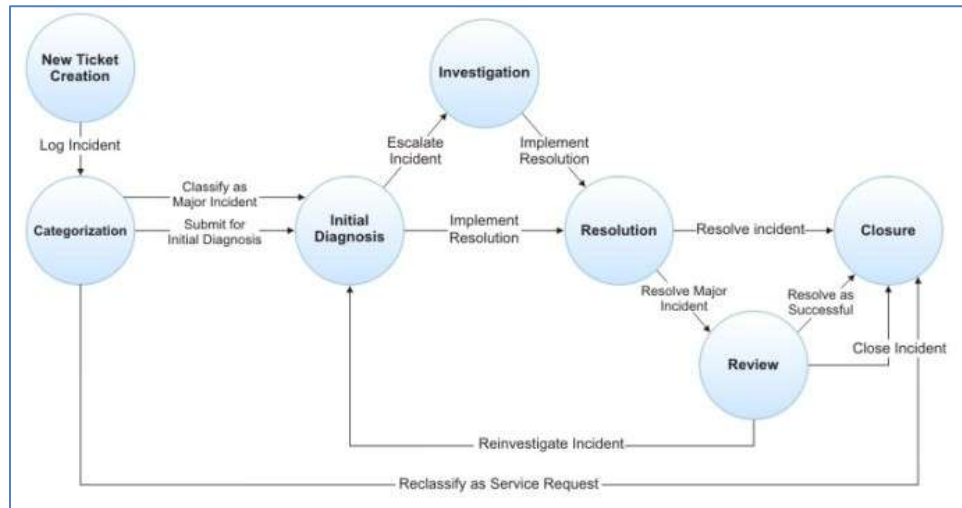 New Ticket
Creation
Investigation
Log Incident
Escalate
Incident
Implement
Resolution
Classify as
Major Incident
Categorization
Submit for
Initial Diagnosis
Initial
Diagnosis
Implement
Resolution
Resolution
Resolve incident
Closure
Resolve Major
Incident
Resolve as
Successful
Close Incident
Review
Reinvestigate Incident
Reclassify as Service Request